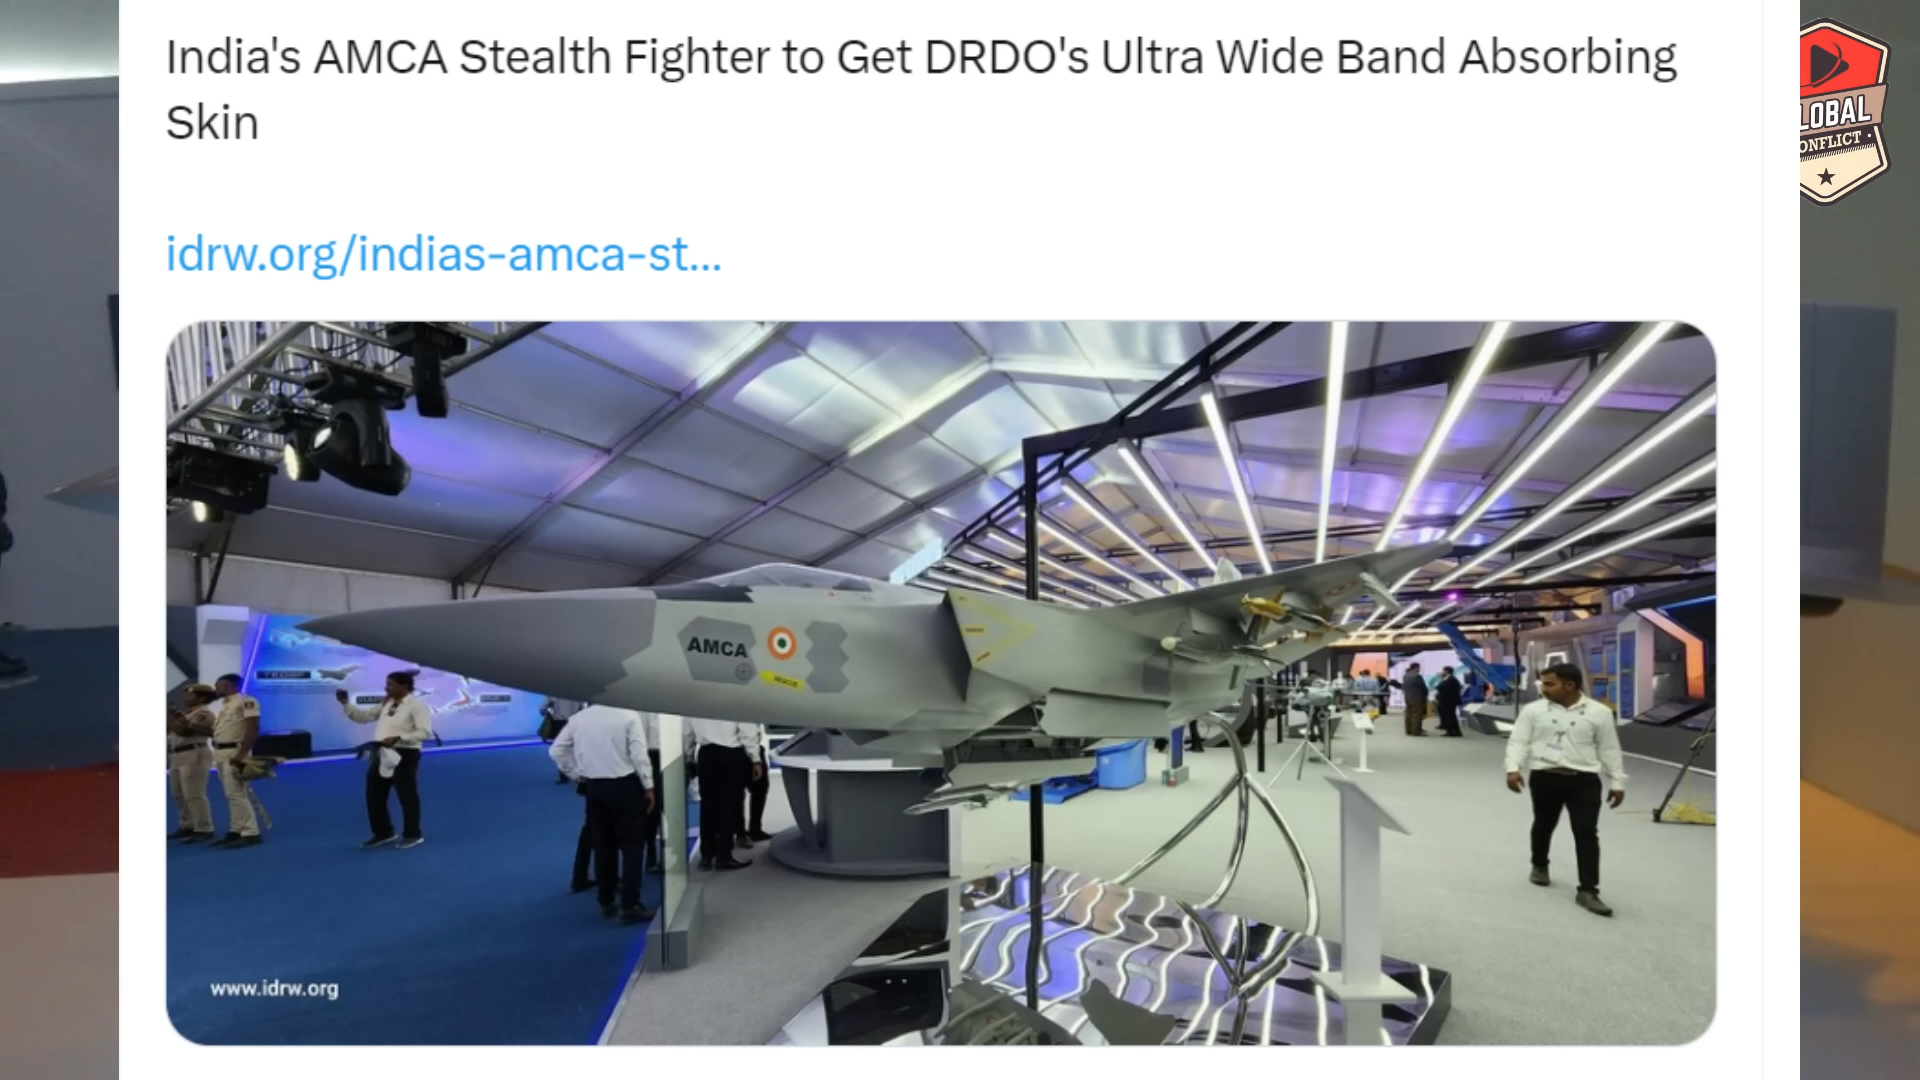 India's AMCA Stealth Fighter to Get DRDO's Ultra Wide Band Absorbing
Skin
idrw.org/indias-amca-st...
LOBAL
ONFLICT
AMCA
RESCUE
www.idrw.org